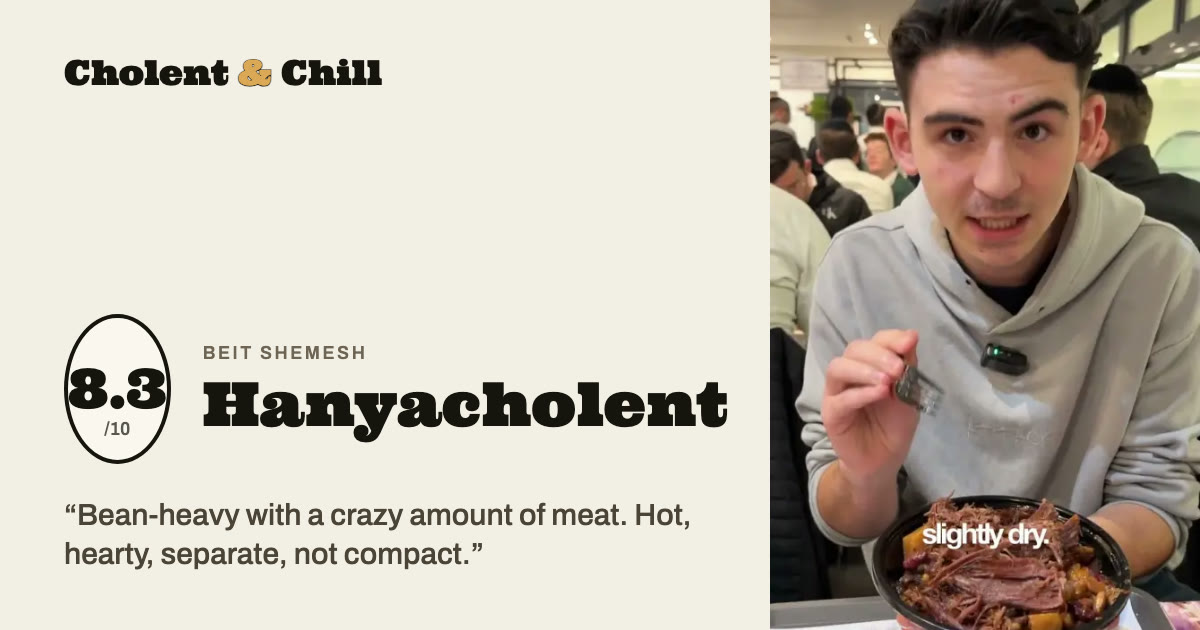 Cholent & Chill
8.3
/10
BEIT SHEMESH
Hanyacholent
“Bean-heavy with a crazy amount of meat. Hot,
hearty, separate, not compact.”
slightly dry.